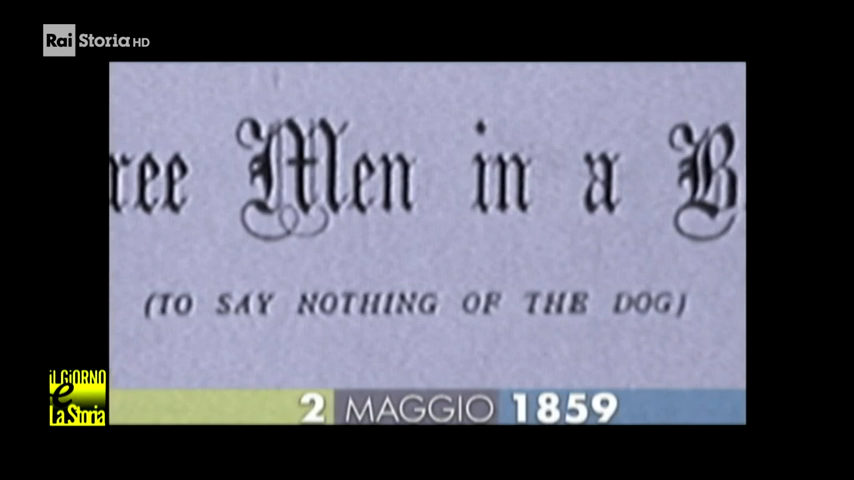 Rai Storia HD
ree Men in a B
(TO SAY NOTHING OF THE DOG)
iL GiORNO
e
La Storia
2 MAGGIO 1859